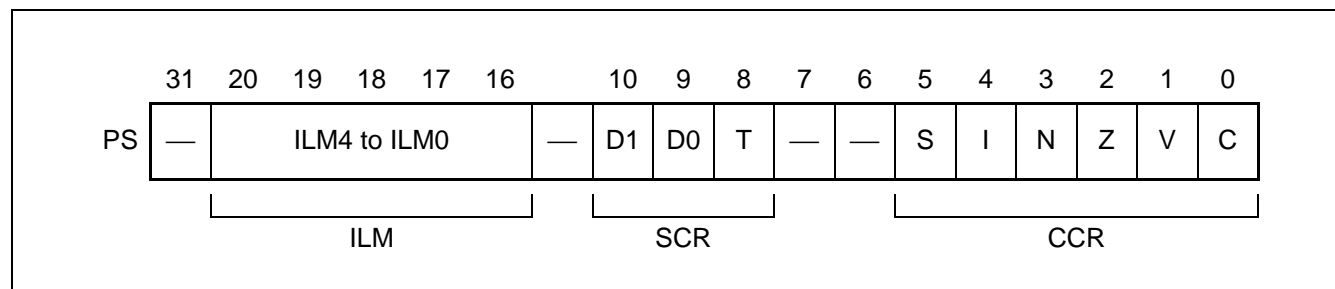 31 20 19 18 17 16 10 9 8 7 6 5 4 3 2 1 0
PS — ILM4 to ILM0 — D1 D0 T — — S I N Z V C
ILM SCR CCR